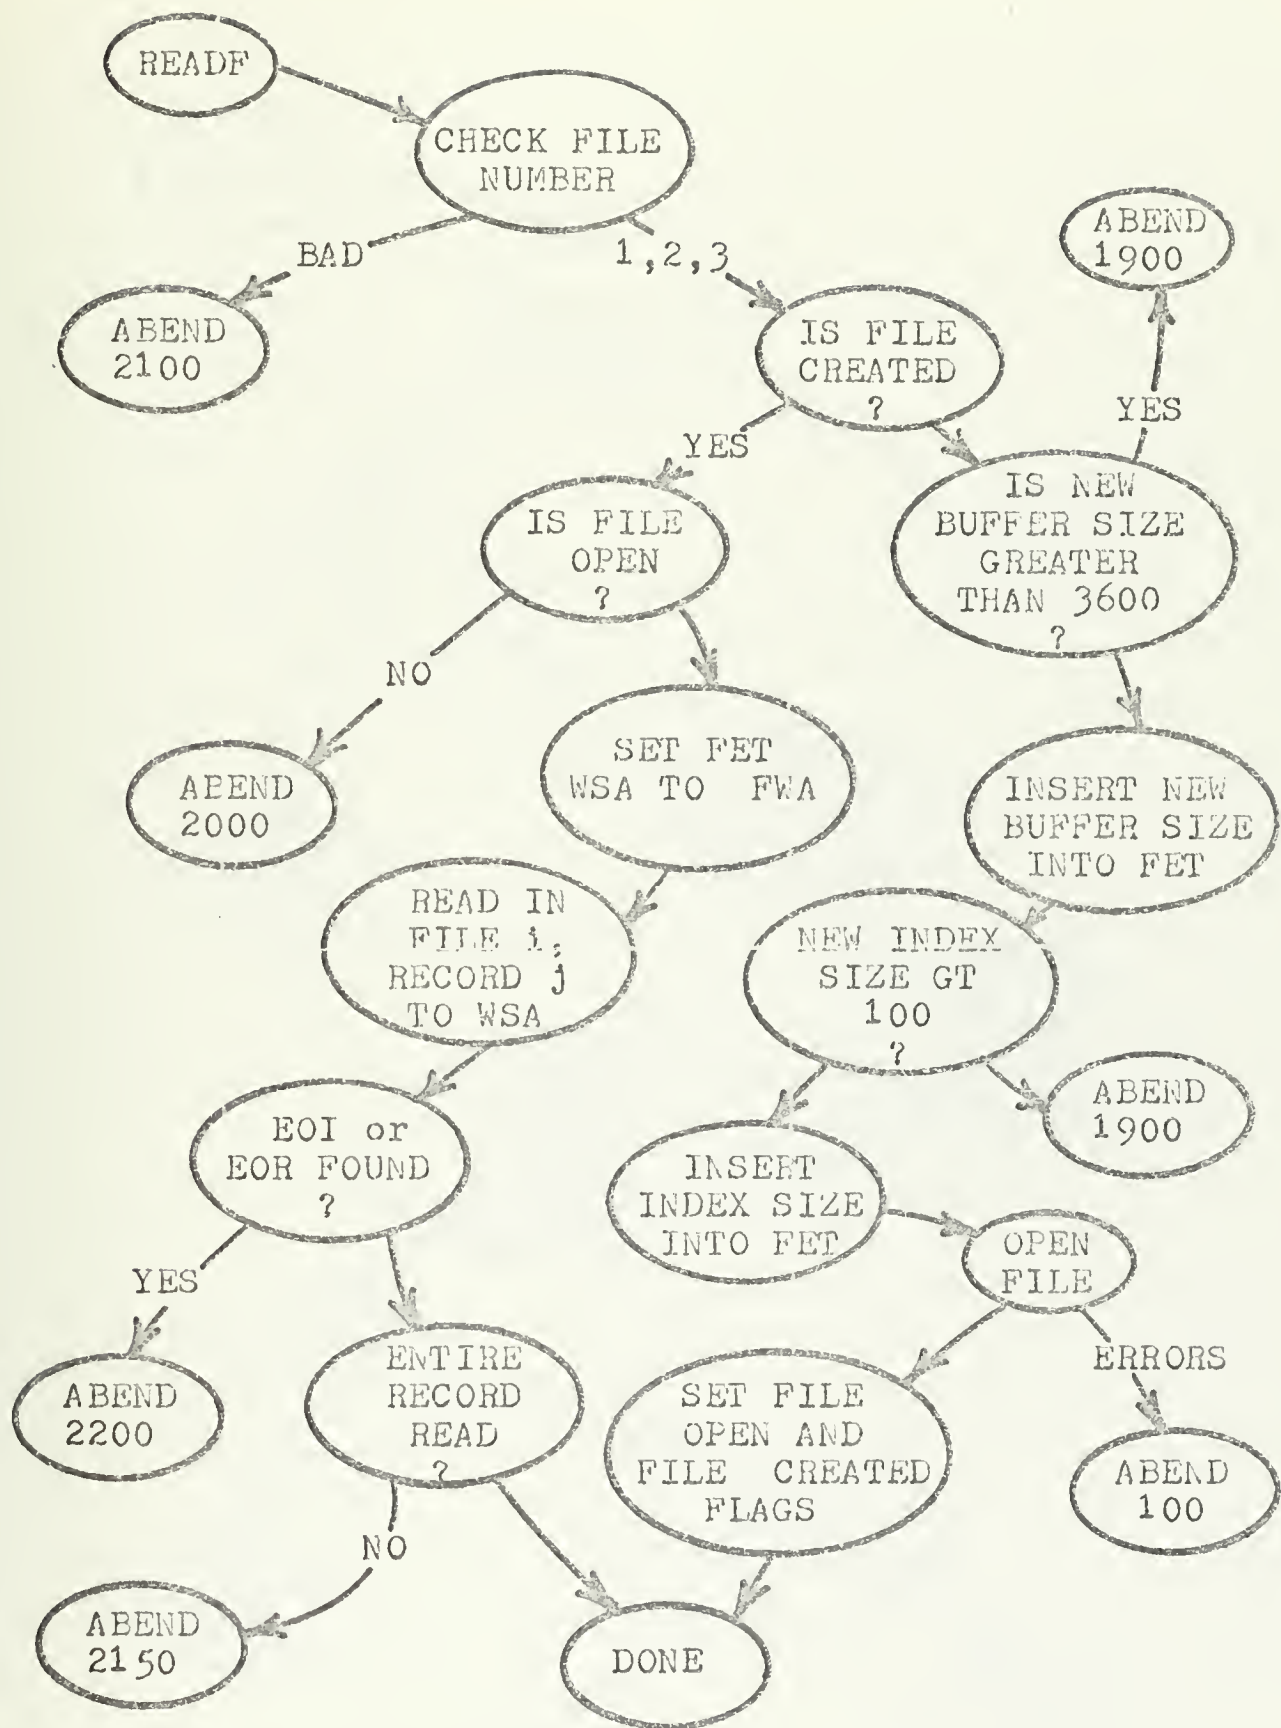 READF
CHECK FILE
NUMBER
BAD
1,2,3
ABEND
1900
ABEND
2100
IS FILE
CREATED
?
YES
YES
IS FILE
OPEN
?
IS NEW
BUFFER SIZE
GREATER
THAN 3600
?
NO
SET FET
WSA TO FWA
ABEND
2000
INSERT NEW
BUFFER SIZE
INTO FET
READ IN
FILE i,
RECORD j
TO WSA
NEW INDEX
SIZE GT
100
?
ABEND
1900
EOI or
EOR FOUND
?
INSERT
INDEX SIZE
INTO FET
OPEN
FILE
YES
ERRORS
ABEND
2200
ENTIRE
RECORD
READ
?
SET FILE
OPEN AND
FILE CREATED
FLAGS
ABEND
100
NO
ABEND
2150
DONE